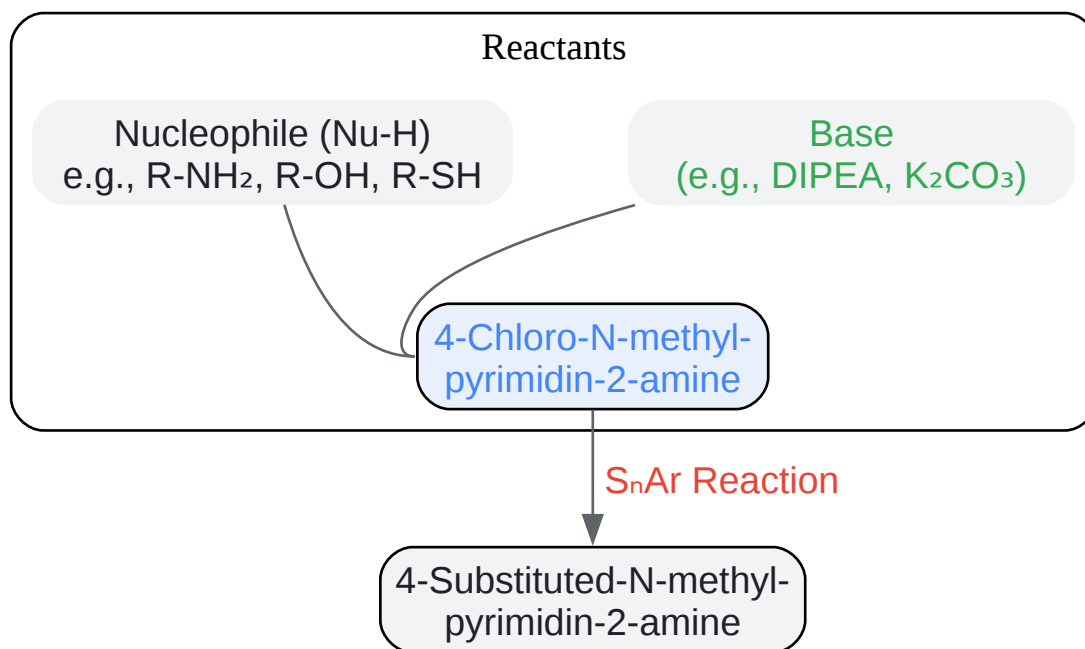 Reactants
Nucleophile (Nu-H)
e.g., R-NH₂, R-OH, R-SH
Base
(e.g., DIPEA, K₂CO₃)
4-Chloro-N-methyl-
pyrimidin-2-amine
SₙAr Reaction
4-Substituted-N-methyl-
pyrimidin-2-amine